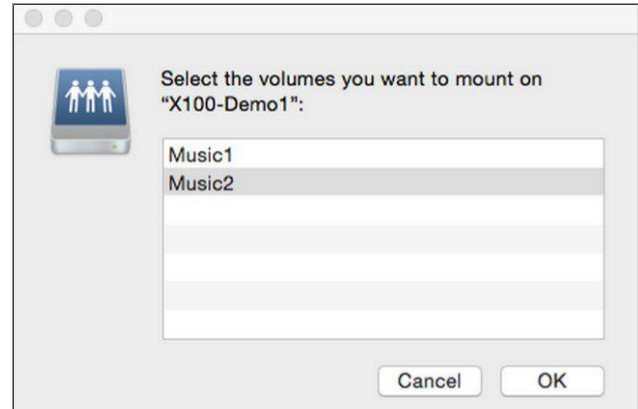 Select the volumes you want to mount on
“X100-Demo1”:
Music1
Music2
Cancel
OK